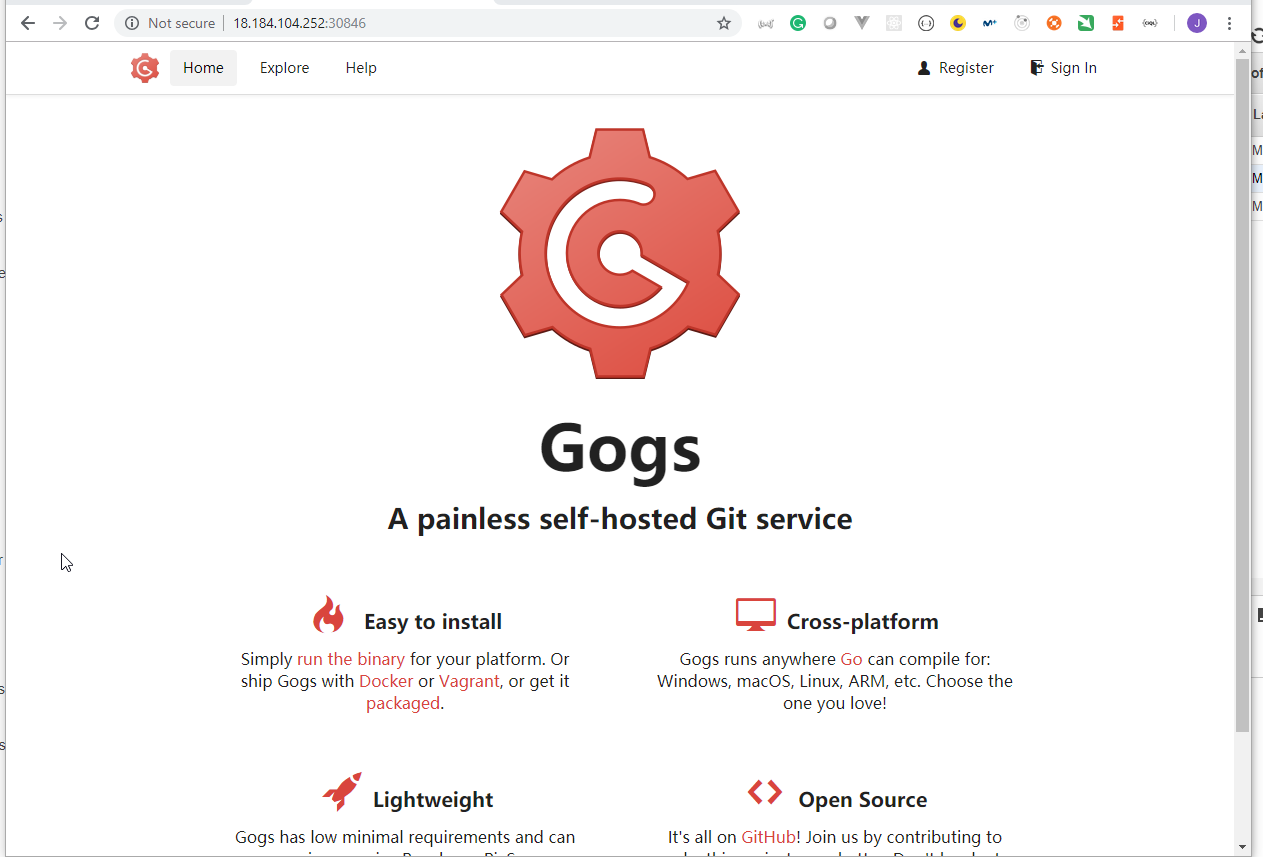 Not secure 18.184.104.252:30846
J
Home Explore Help Register Sign In
Gogs
A painless self-hosted Git service
Easy to install
Simply run the binary for your platform. Or
ship Gogs with Docker or Vagrant, or get it
packaged.
Cross-platform
Gogs runs anywhere Go can compile for:
Windows, macOS, Linux, ARM, etc. Choose the
one you love!
Lightweight
Gogs has low minimal requirements and can
Open Source
It's all on GitHub! Join us by contributing to